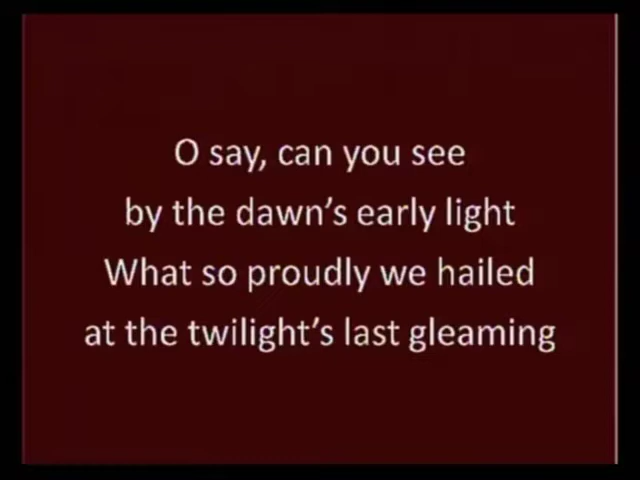 O say, can you see
by the dawn's early light
What so proudly we hailed
at the twilight's last gleaming